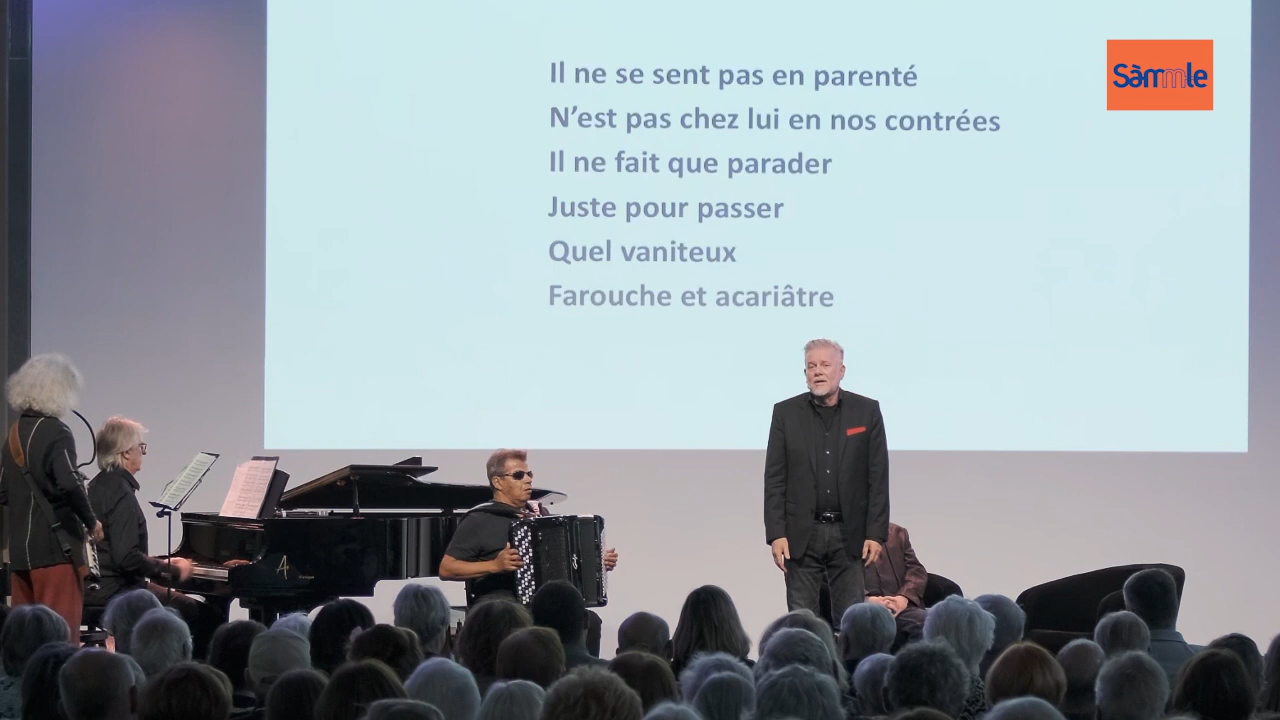 Il ne se sent pas en parenté
N'est pas chez lui en nos contrées
Il ne fait que parader
Juste pour passer
Quel vaniteux
Farouche et acariâtre
Sàmmle